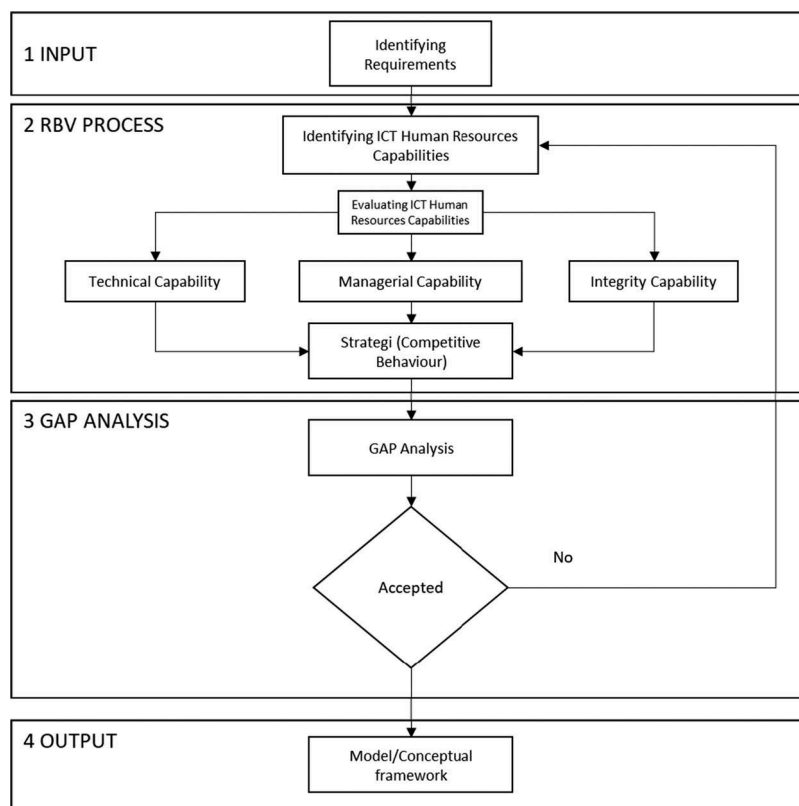 1 INPUT
Identifying
Requirements
2 RBV PROCESS
Identifying ICT Human Resources
Capabilities
Evaluating ICT Human
Resources Capabilities
Technical Capability
Managerial Capability
Integrity Capability
Strategi (Competitive
Behaviour)
3 GAP ANALYSIS
GAP Analysis
No
Accepted
4 OUTPUT
Model/Conceptual
framework